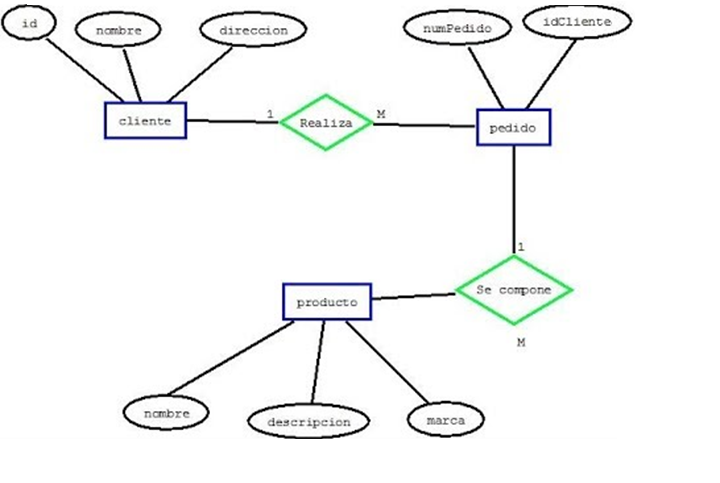 id
nombre
direccion
numPedido
idCliente
cliente
1
Realiza
M
pedido
1
Se compone
producto
M
nombre
descripcion
marca